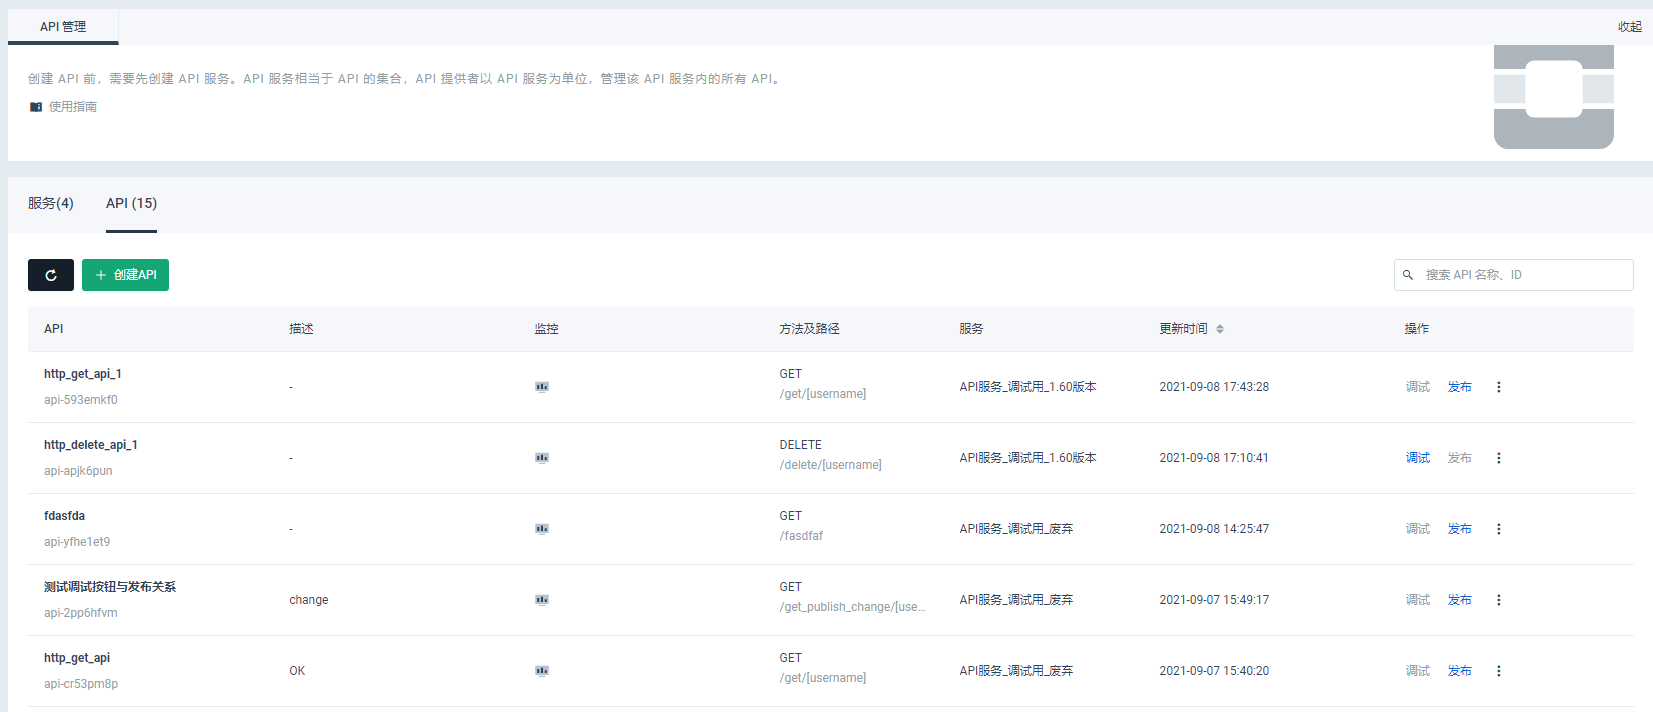 API 管理
收起
创建 API 前，需要先创建 API 服务。API 服务相当于 API 的集合，API 提供者以 API 服务为单位，管理该 API 服务内的所有 API。
使用指南
服务(4)
API (15)
创建API
搜索 API 名称、ID
API 描述 监控 方法及路径 服务 更新时间 操作
http_get_api_1
api-593emkf0
-
GET
/get/[username]
API服务_调试用_1.60版本
2021-09-08 17:43:28
调试 发布
http_delete_api_1
api-apjk6pun
-
DELETE
/delete/[username]
API服务_调试用_1.60版本
2021-09-08 17:10:41
调试 发布
fdasfda
api-yfhe1et9
-
GET
/fasdfaf
API服务_调试用_废弃
2021-09-08 14:25:47
调试 发布
测试调试按钮与发布关系
api-2pp6hfvm
change
GET
/get_publish_change/[use...
API服务_调试用_废弃
2021-09-07 15:49:17
调试 发布
http_get_api
api-cr53pm8p
OK
GET
/get/[username]
API服务_调试用_废弃
2021-09-07 15:40:20
调试 发布